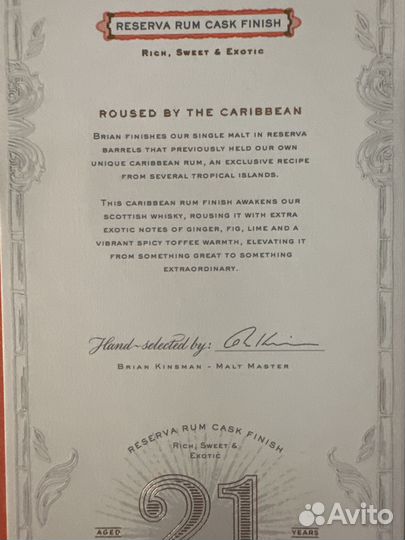 RESERVA RUM CASK FINISH
RICH, SWEET & EXOTIC
ROUSED BY THE CARIBBEAN
BRIAN FINISHES OUR SINGLE MALT IN RESERVA
BARRELS THAT PREVIOUSLY HELD OUR OWN
UNIQUE CARIBBEAN RUM, AN EXCLUSIVE RECIPE
FROM SEVERAL TROPICAL ISLANDS.
THIS CARIBBEAN RUM FINISH AWAKENS OUR
SCOTTISH WHISKY, ROUSING IT WITH EXTRA
EXOTIC NOTES OF GINGER, FIG, LIME AND A
VIBRANT SPICY TOFFEE WARMTH, ELEVATING IT
FROM SOMETHING GREAT TO SOMETHING
EXTRAORDINARY.
Hand-selected by:
BRIAN KINSMAN - MALT MASTER
RESERVA RUM CASK FINISH
RICH, SWEET &
EXOTIC
AGED 21 YEARS
Avito